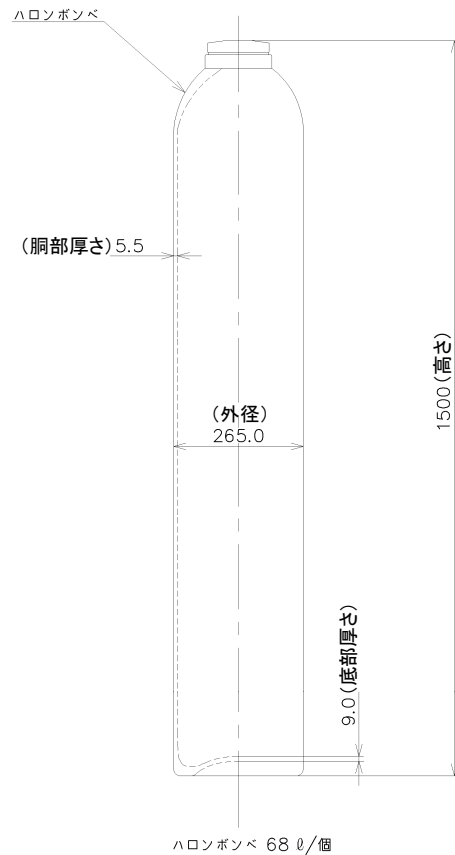 ハロンボンベ
(胴部厚さ)5.5
1500(高さ)
(外径)
265.0
9.0(底部厚さ)
ハロンボンベ 68 ℓ/個